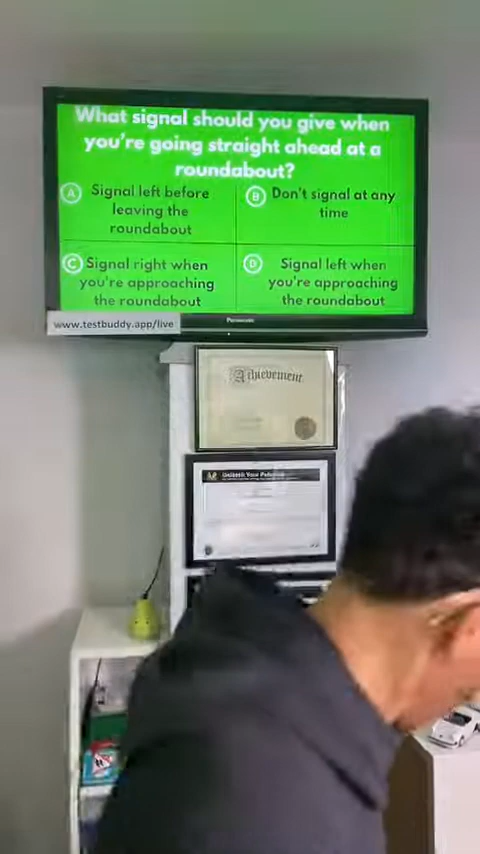 What signal should you give when
you're going straight ahead at a
roundabout?
A Signal left before
leaving the
roundabout
B Don't signal at any
time
C Signal right when
you're approaching
the roundabout
D Signal left when
you're approaching
the roundabout
www.testbuddy.app/live
Panasonic
Achievement
Unleash Your Potential